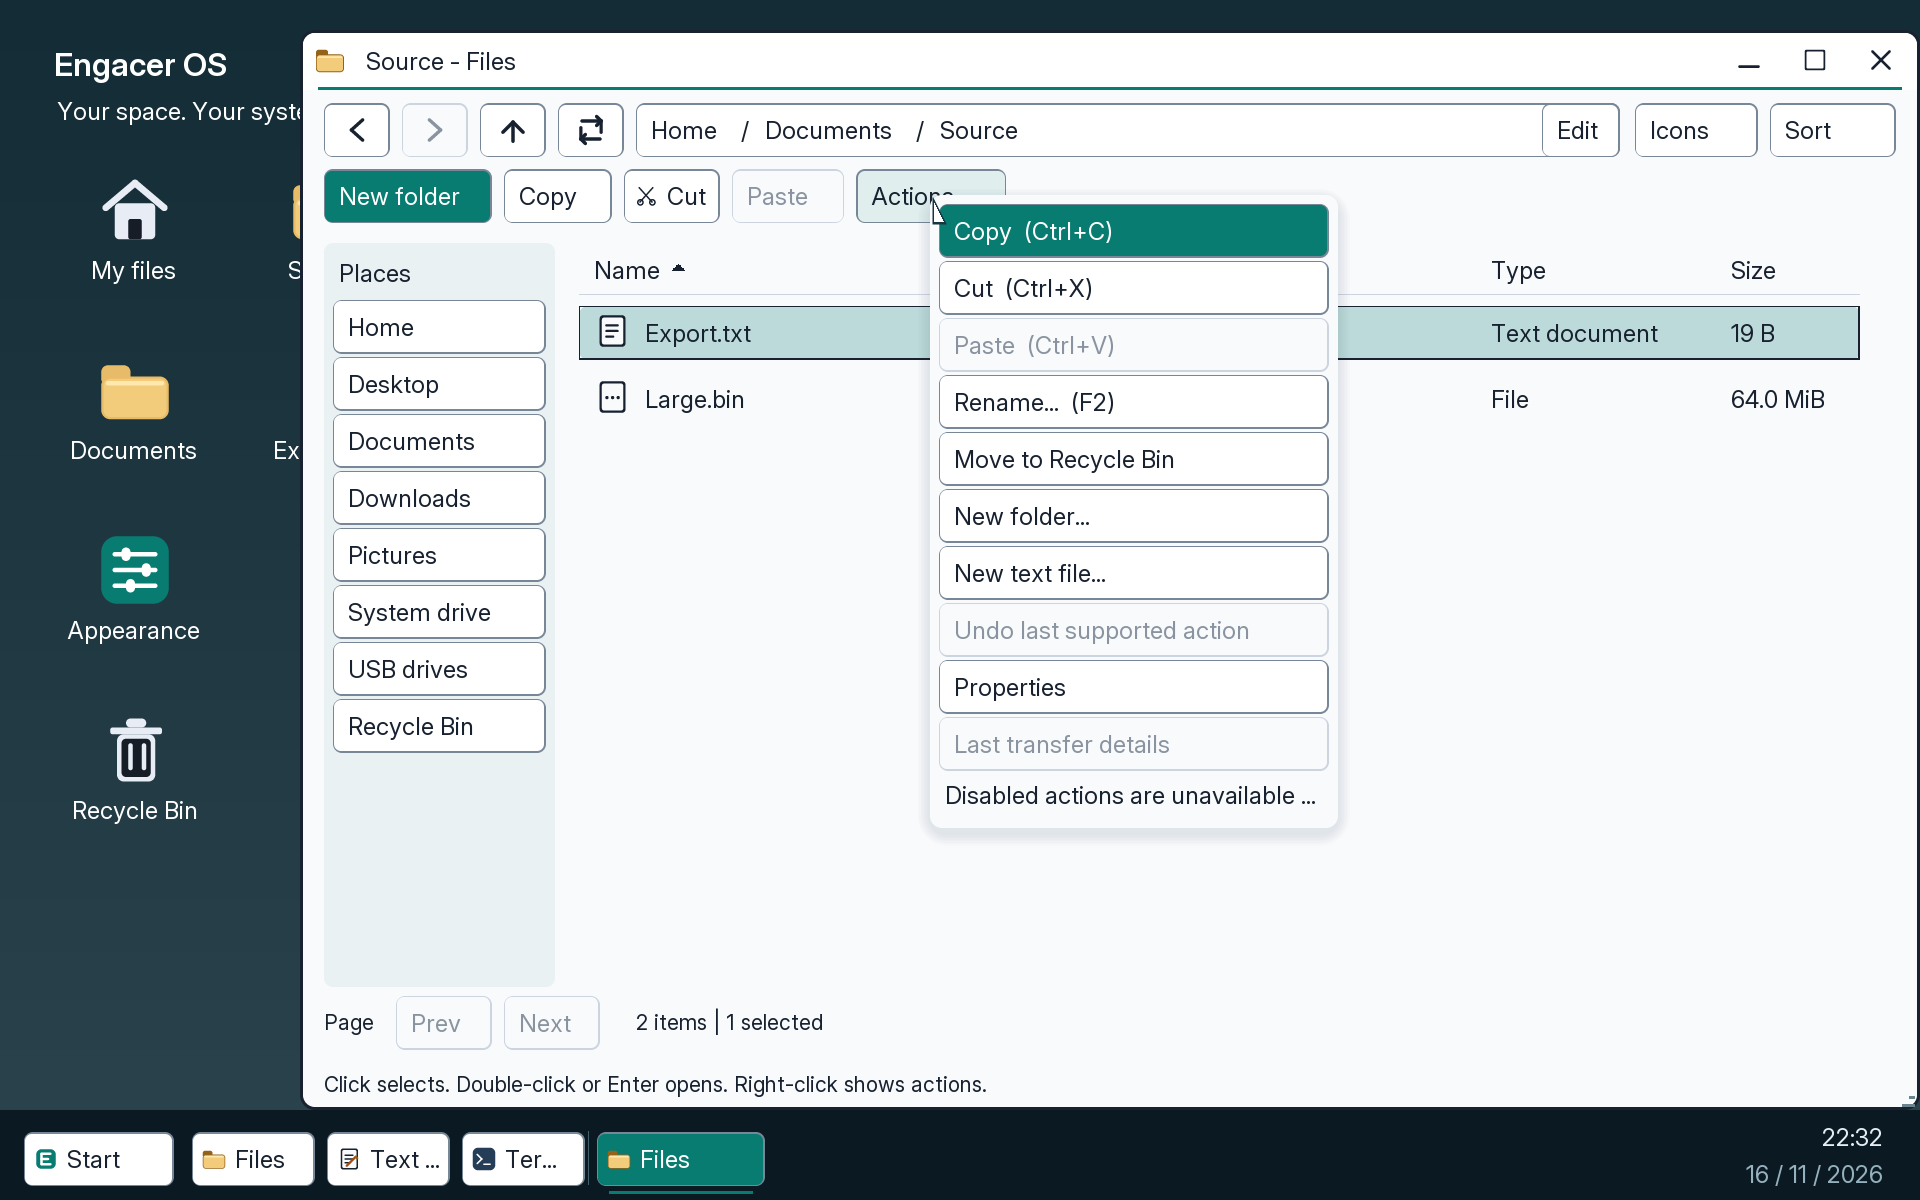 Engacer OS
Your space. Your syste
My files
S
Documents
Ex
Appearance
Recycle Bin
Source - Files
Home / Documents / Source
Edit
Icons
Sort
New folder
Copy
Cut
Paste
Actions
Places
Home
Desktop
Documents
Downloads
Pictures
System drive
USB drives
Recycle Bin
Name
Type
Size
Export.txt
Text document
19 B
Large.bin
File
64.0 MiB
Copy (Ctrl+C)
Cut (Ctrl+X)
Paste (Ctrl+V)
Rename... (F2)
Move to Recycle Bin
New folder...
New text file...
Undo last supported action
Properties
Last transfer details
Disabled actions are unavailable ...
Page
Prev
Next
2 items | 1 selected
Click selects. Double-click or Enter opens. Right-click shows actions.
Start
Files
Text ...
Ter...
Files
22:32
16 / 11 / 2026